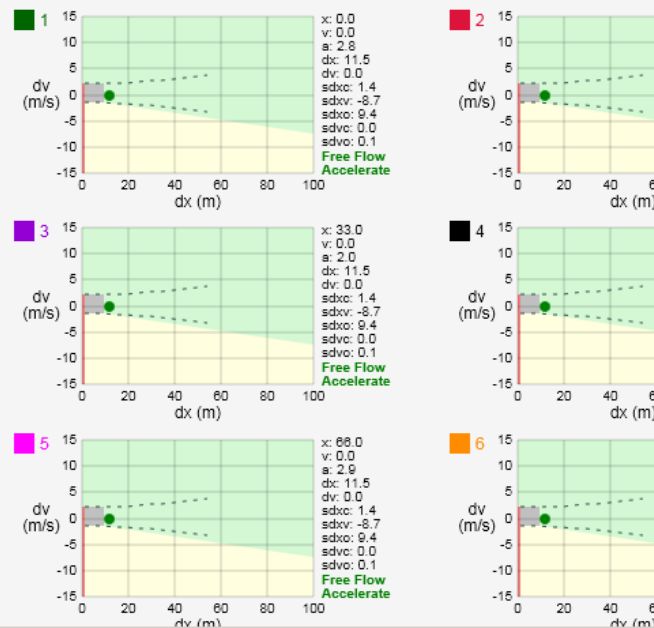 1
15
10
5
0
-5
-10
-15
dv
(m/s)
0 20 40 60 80 100
dx (m)
x: 0.0
v: 0.0
a: 2.8
dx: 11.5
dv: 0.0
sdxc: 1.4
sdxv: -8.7
sdxo: 9.4
sdvc: 0.0
sdvo: 0.1
Free Flow
Accelerate
2
15
10
5
0
-5
-10
-15
dv
(m/s)
0 20 40
dx (m)
3
15
10
5
0
-5
-10
-15
dv
(m/s)
0 20 40 60 80 100
dx (m)
x: 33.0
v: 0.0
a: 2.0
dx: 11.5
dv: 0.0
sdxc: 1.4
sdxv: -8.7
sdxo: 9.4
sdvc: 0.0
sdvo: 0.1
Free Flow
Accelerate
4
15
10
5
0
-5
-10
-15
dv
(m/s)
0 20 40
dx (m)
5
15
10
5
0
-5
-10
-15
dv
(m/s)
0 20 40 60 80 100
dx (m)
x: 66.0
v: 0.0
a: 2.9
dx: 11.5
dv: 0.0
sdxc: 1.4
sdxv: -8.7
sdxo: 9.4
sdvc: 0.0
sdvo: 0.1
Free Flow
Accelerate
6
15
10
5
0
-5
-10
-15
dv
(m/s)
0 20 40
dx (m)